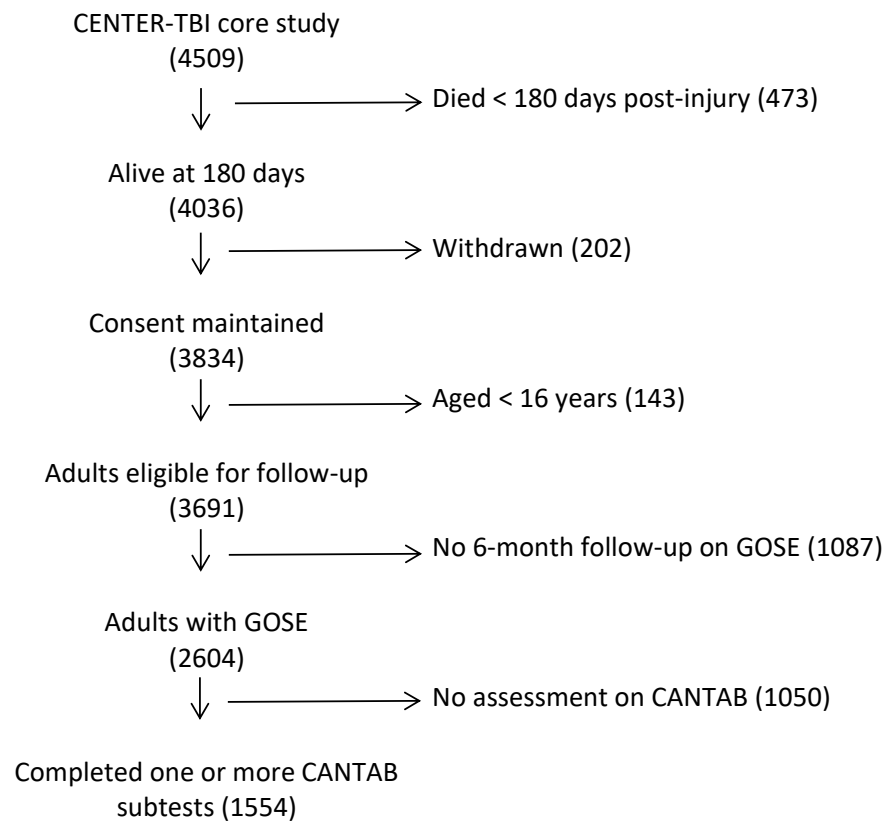 CENTER-TBI core study
(4509)
Died < 180 days post-injury (473)
Alive at 180 days
(4036)
Withdrawn (202)
Consent maintained
(3834)
Aged < 16 years (143)
Adults eligible for follow-up
(3691)
No 6-month follow-up on GOSE (1087)
Adults with GOSE
(2604)
No assessment on CANTAB (1050)
Completed one or more CANTAB
subtests (1554)